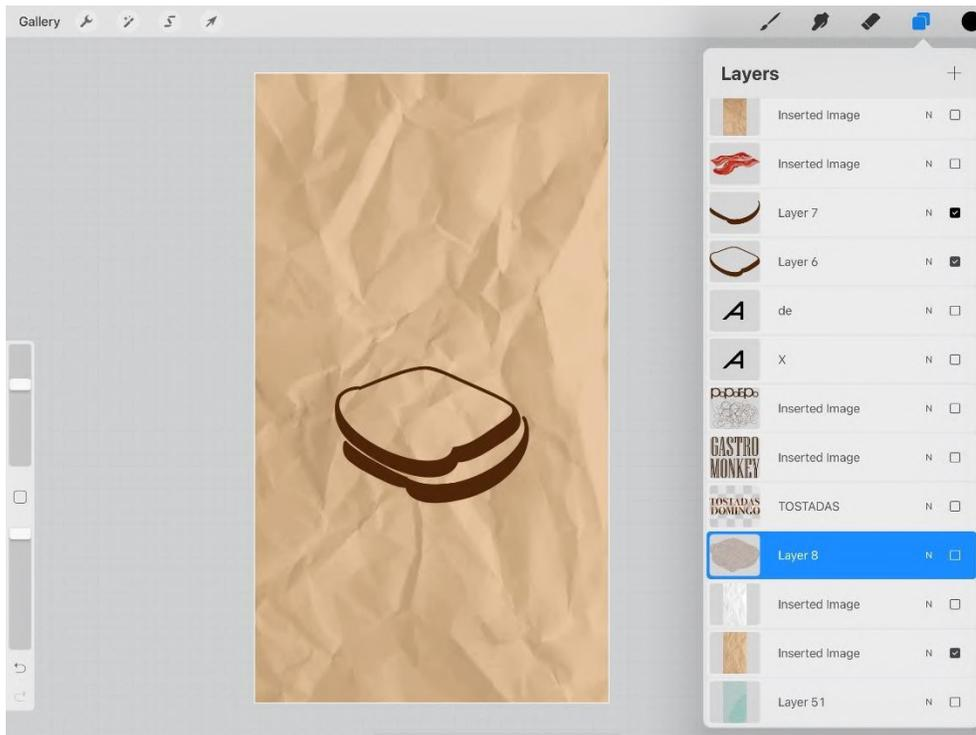 Gallery
Layers
Inserted Image N
Inserted Image N
Layer 7 N
Layer 6 N
A de N
A X N
Inserted Image N
GASTRO
MONKEY
Inserted Image N
TOSTADAS
DOMINGO
TOSTADAS N
Layer 8 N
Inserted Image N
Inserted Image N
Layer 51 N